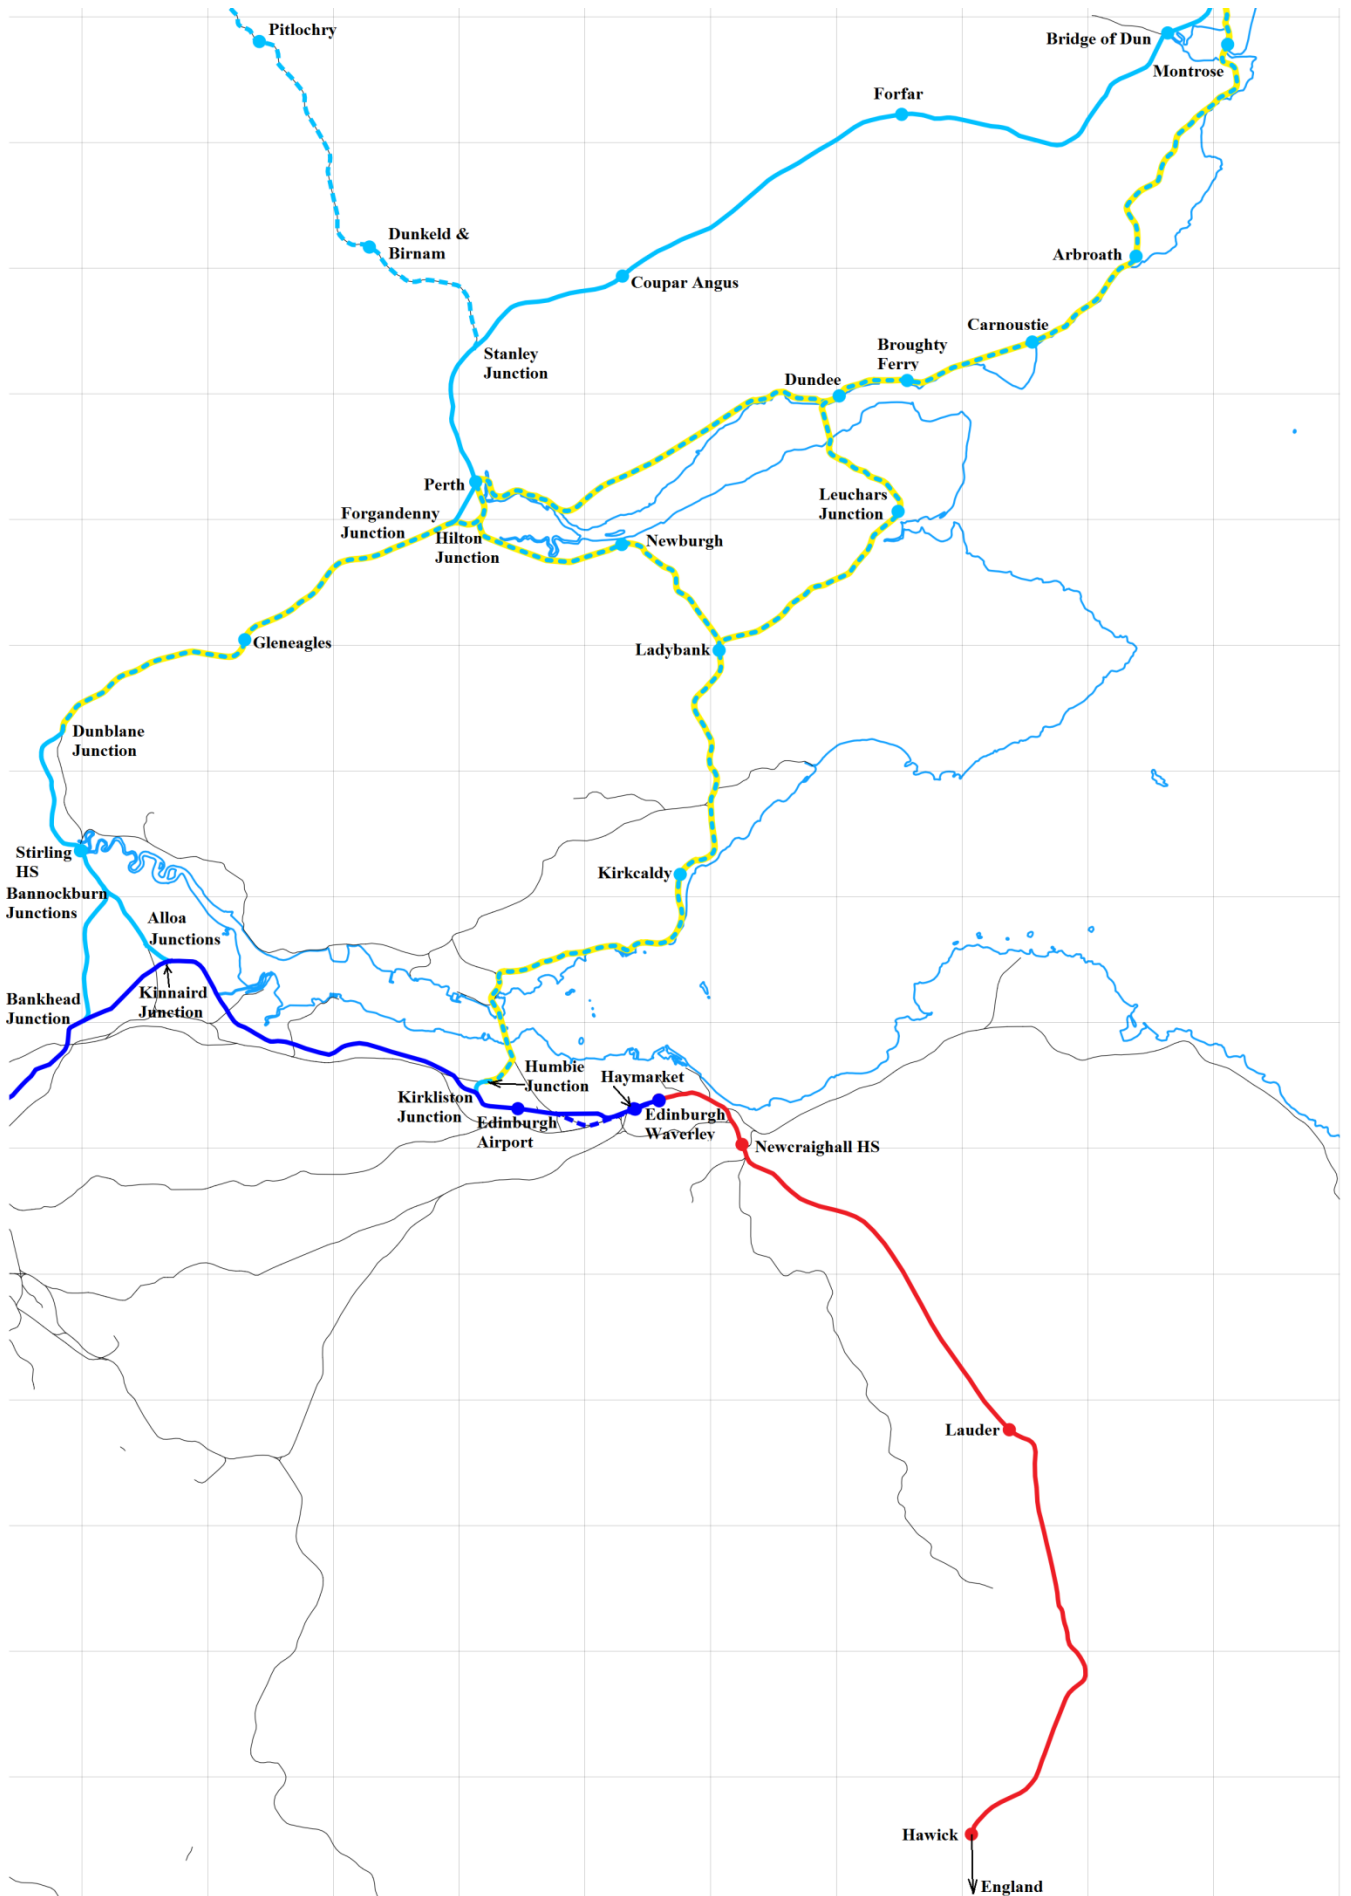 Pitlochry
Bridge of Dun
Montrose
Forfar
Dunkeld &
Birnam
Arbroath
Coupar Angus
Carnoustie
Stanley
Junction
Broughty
Ferry
Dundee
Perth
Leuchars
Junction
Forgandenny
Junction
Hilton
Junction
Newburgh
Gleneagles
Ladybank
Dunblane
Junction
Stirling
HS
Kirkcaldy
Bannockburn
Junctions
Alloa
Junctions
Bankhead
Junction
Kinnaird
Junction
Humbie
Junction
Haymarket
Kirkliston
Junction
Edinburgh
Airport
Edinburgh
Waverley
Newcraighall HS
Lauder
Hawick
England